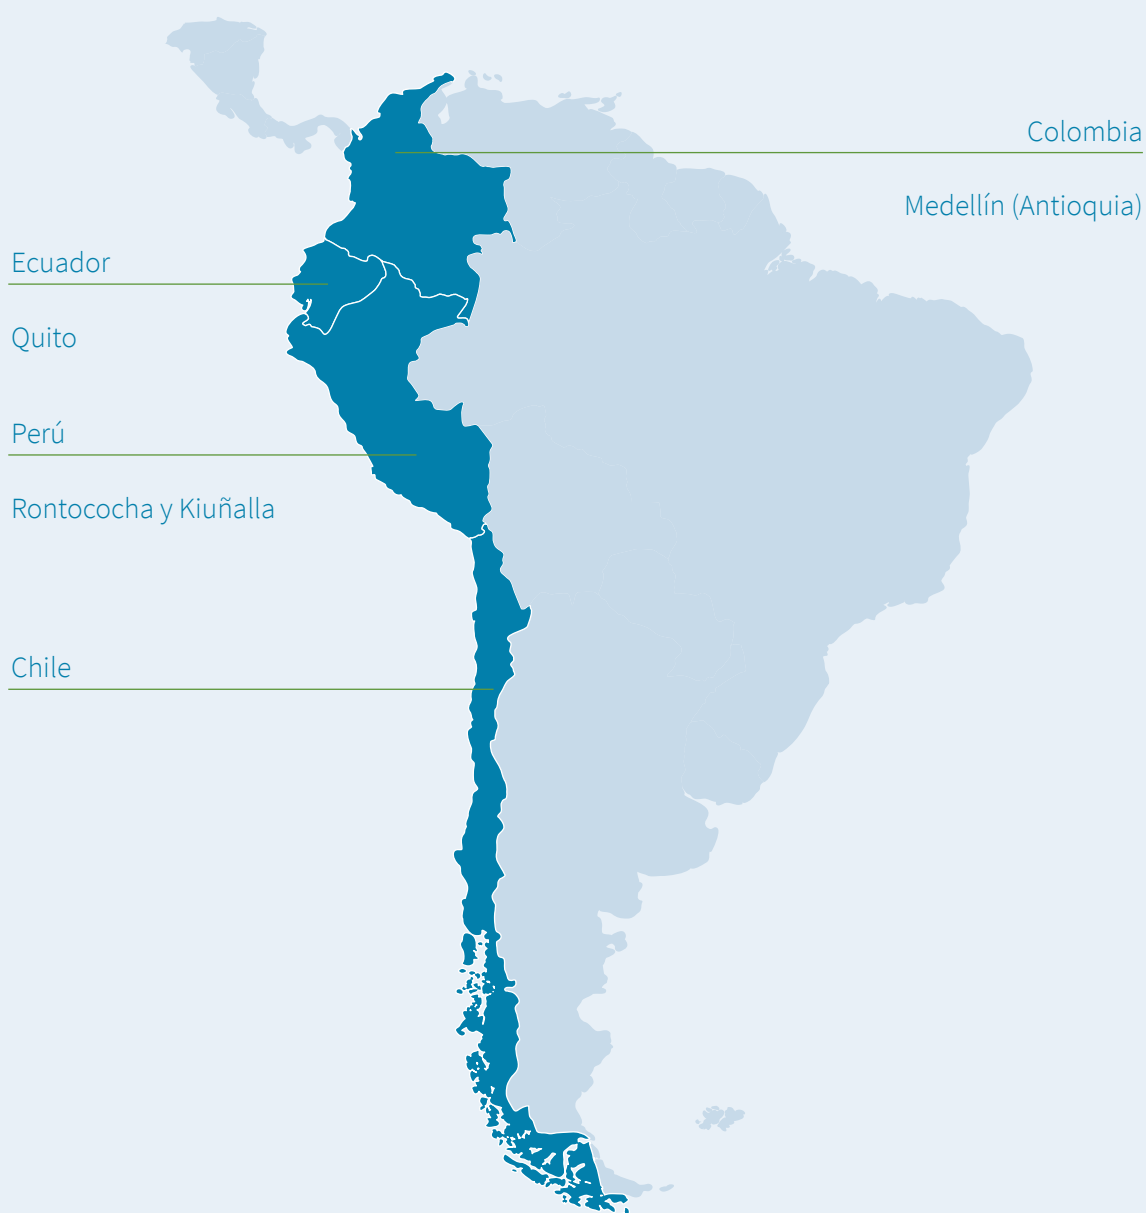 Colombia
Medellín (Antioquia)
Ecuador
Quito
Perú
Rontococha y Kiuñalla
Chile